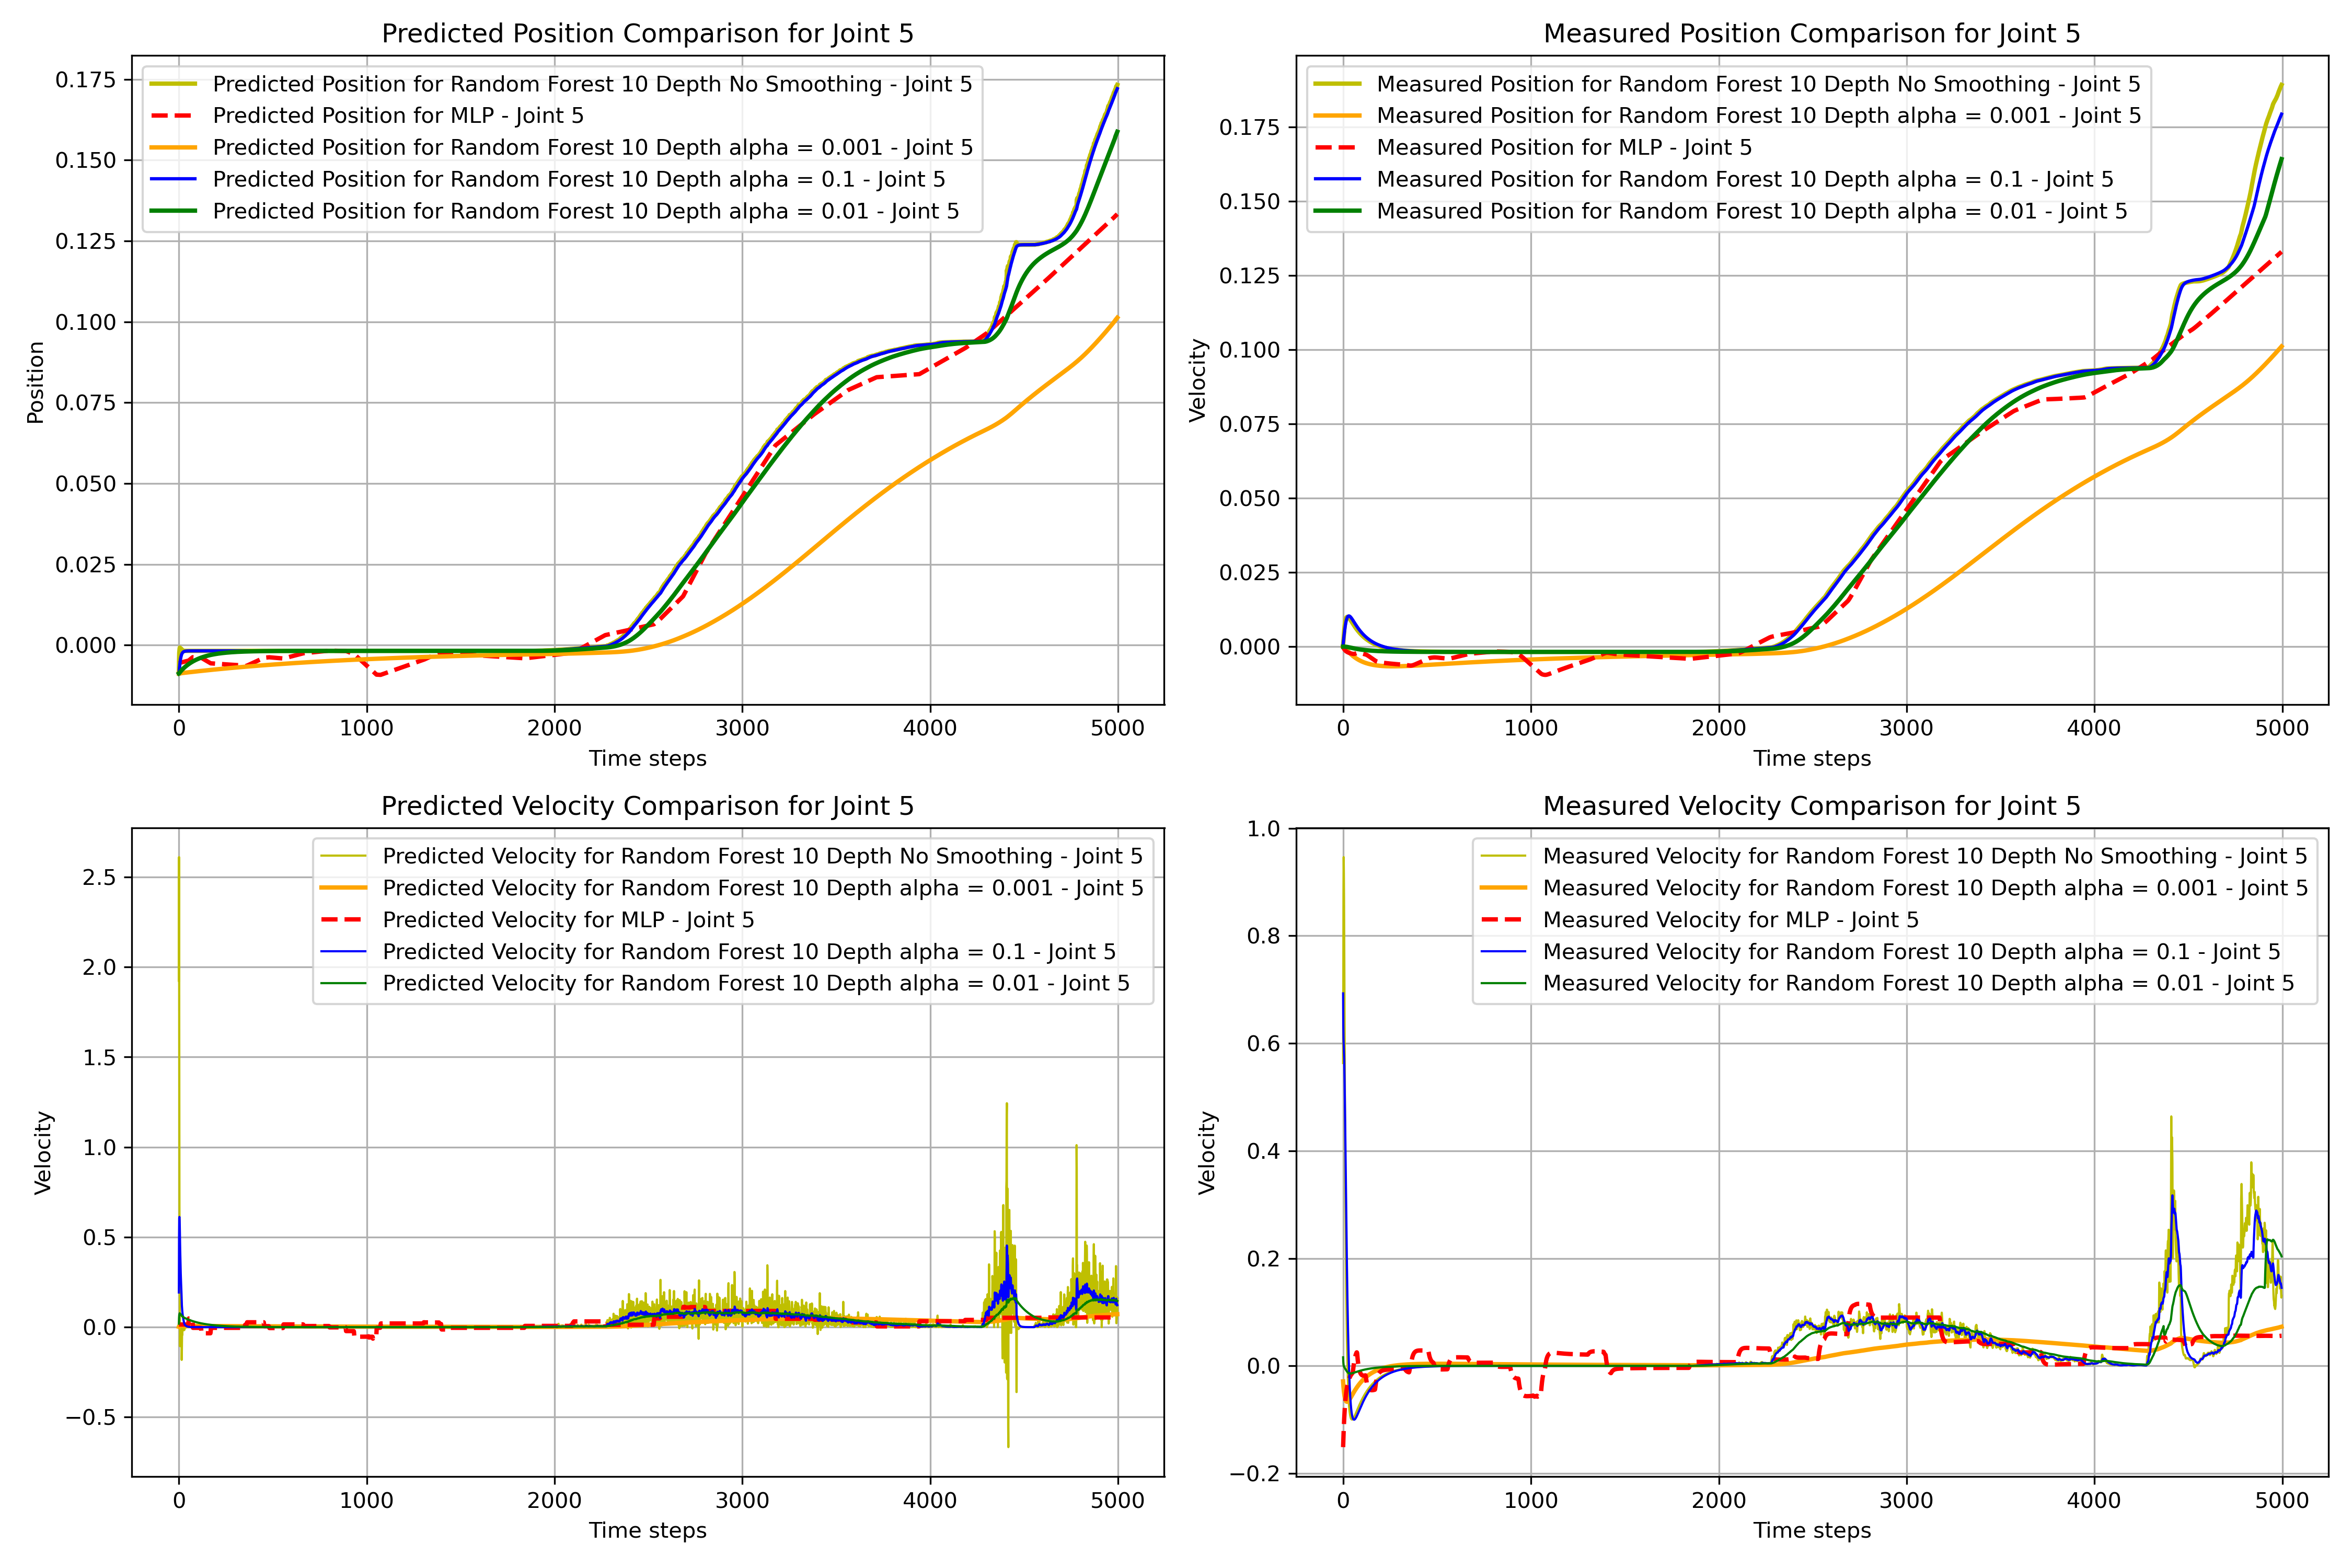 Predicted Position Comparison for Joint 5
Predicted Position for Random Forest 10 Depth No Smoothing - Joint 5
Predicted Position for MLP - Joint 5
Predicted Position for Random Forest 10 Depth alpha = 0.001 - Joint 5
Predicted Position for Random Forest 10 Depth alpha = 0.1 - Joint 5
Predicted Position for Random Forest 10 Depth alpha = 0.01 - Joint 5
Position
0.175
0.150
0.125
0.100
0.075
0.050
0.025
0.000
0 1000 2000 3000 4000 5000
Time steps
Measured Position Comparison for Joint 5
Measured Position for Random Forest 10 Depth No Smoothing - Joint 5
Measured Position for Random Forest 10 Depth alpha = 0.001 - Joint 5
Measured Position for MLP - Joint 5
Measured Position for Random Forest 10 Depth alpha = 0.1 - Joint 5
Measured Position for Random Forest 10 Depth alpha = 0.01 - Joint 5
Velocity
0.175
0.150
0.125
0.100
0.075
0.050
0.025
0.000
0 1000 2000 3000 4000 5000
Time steps
Predicted Velocity Comparison for Joint 5
Predicted Velocity for Random Forest 10 Depth No Smoothing - Joint 5
Predicted Velocity for Random Forest 10 Depth alpha = 0.001 - Joint 5
Predicted Velocity for MLP - Joint 5
Predicted Velocity for Random Forest 10 Depth alpha = 0.1 - Joint 5
Predicted Velocity for Random Forest 10 Depth alpha = 0.01 - Joint 5
Velocity
2.5
2.0
1.5
1.0
0.5
0.0
−0.5
0 1000 2000 3000 4000 5000
Time steps
Measured Velocity Comparison for Joint 5
Measured Velocity for Random Forest 10 Depth No Smoothing - Joint 5
Measured Velocity for Random Forest 10 Depth alpha = 0.001 - Joint 5
Measured Velocity for MLP - Joint 5
Measured Velocity for Random Forest 10 Depth alpha = 0.1 - Joint 5
Measured Velocity for Random Forest 10 Depth alpha = 0.01 - Joint 5
Velocity
1.0
0.8
0.6
0.4
0.2
0.0
−0.2
0 1000 2000 3000 4000 5000
Time steps